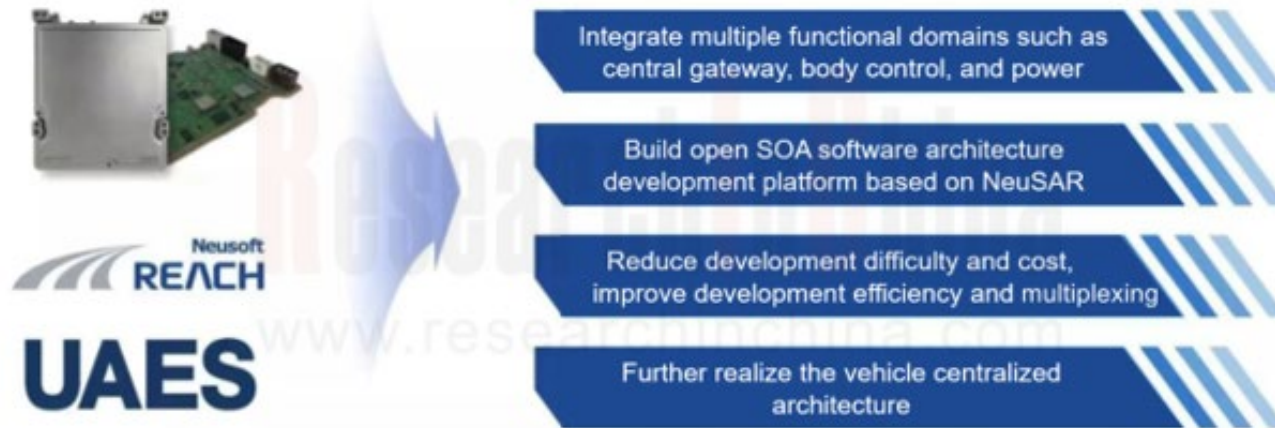 Integrate multiple functional domains such as
central gateway, body control, and power
Build open SOA software architecture
development platform based on NeuSAR
Reduce development difficulty and cost,
improve development efficiency and multiplexing
Further realize the vehicle centralized
architecture
Neusoft
REACH
UAES
ResearchInChina
www.researchinchina.com